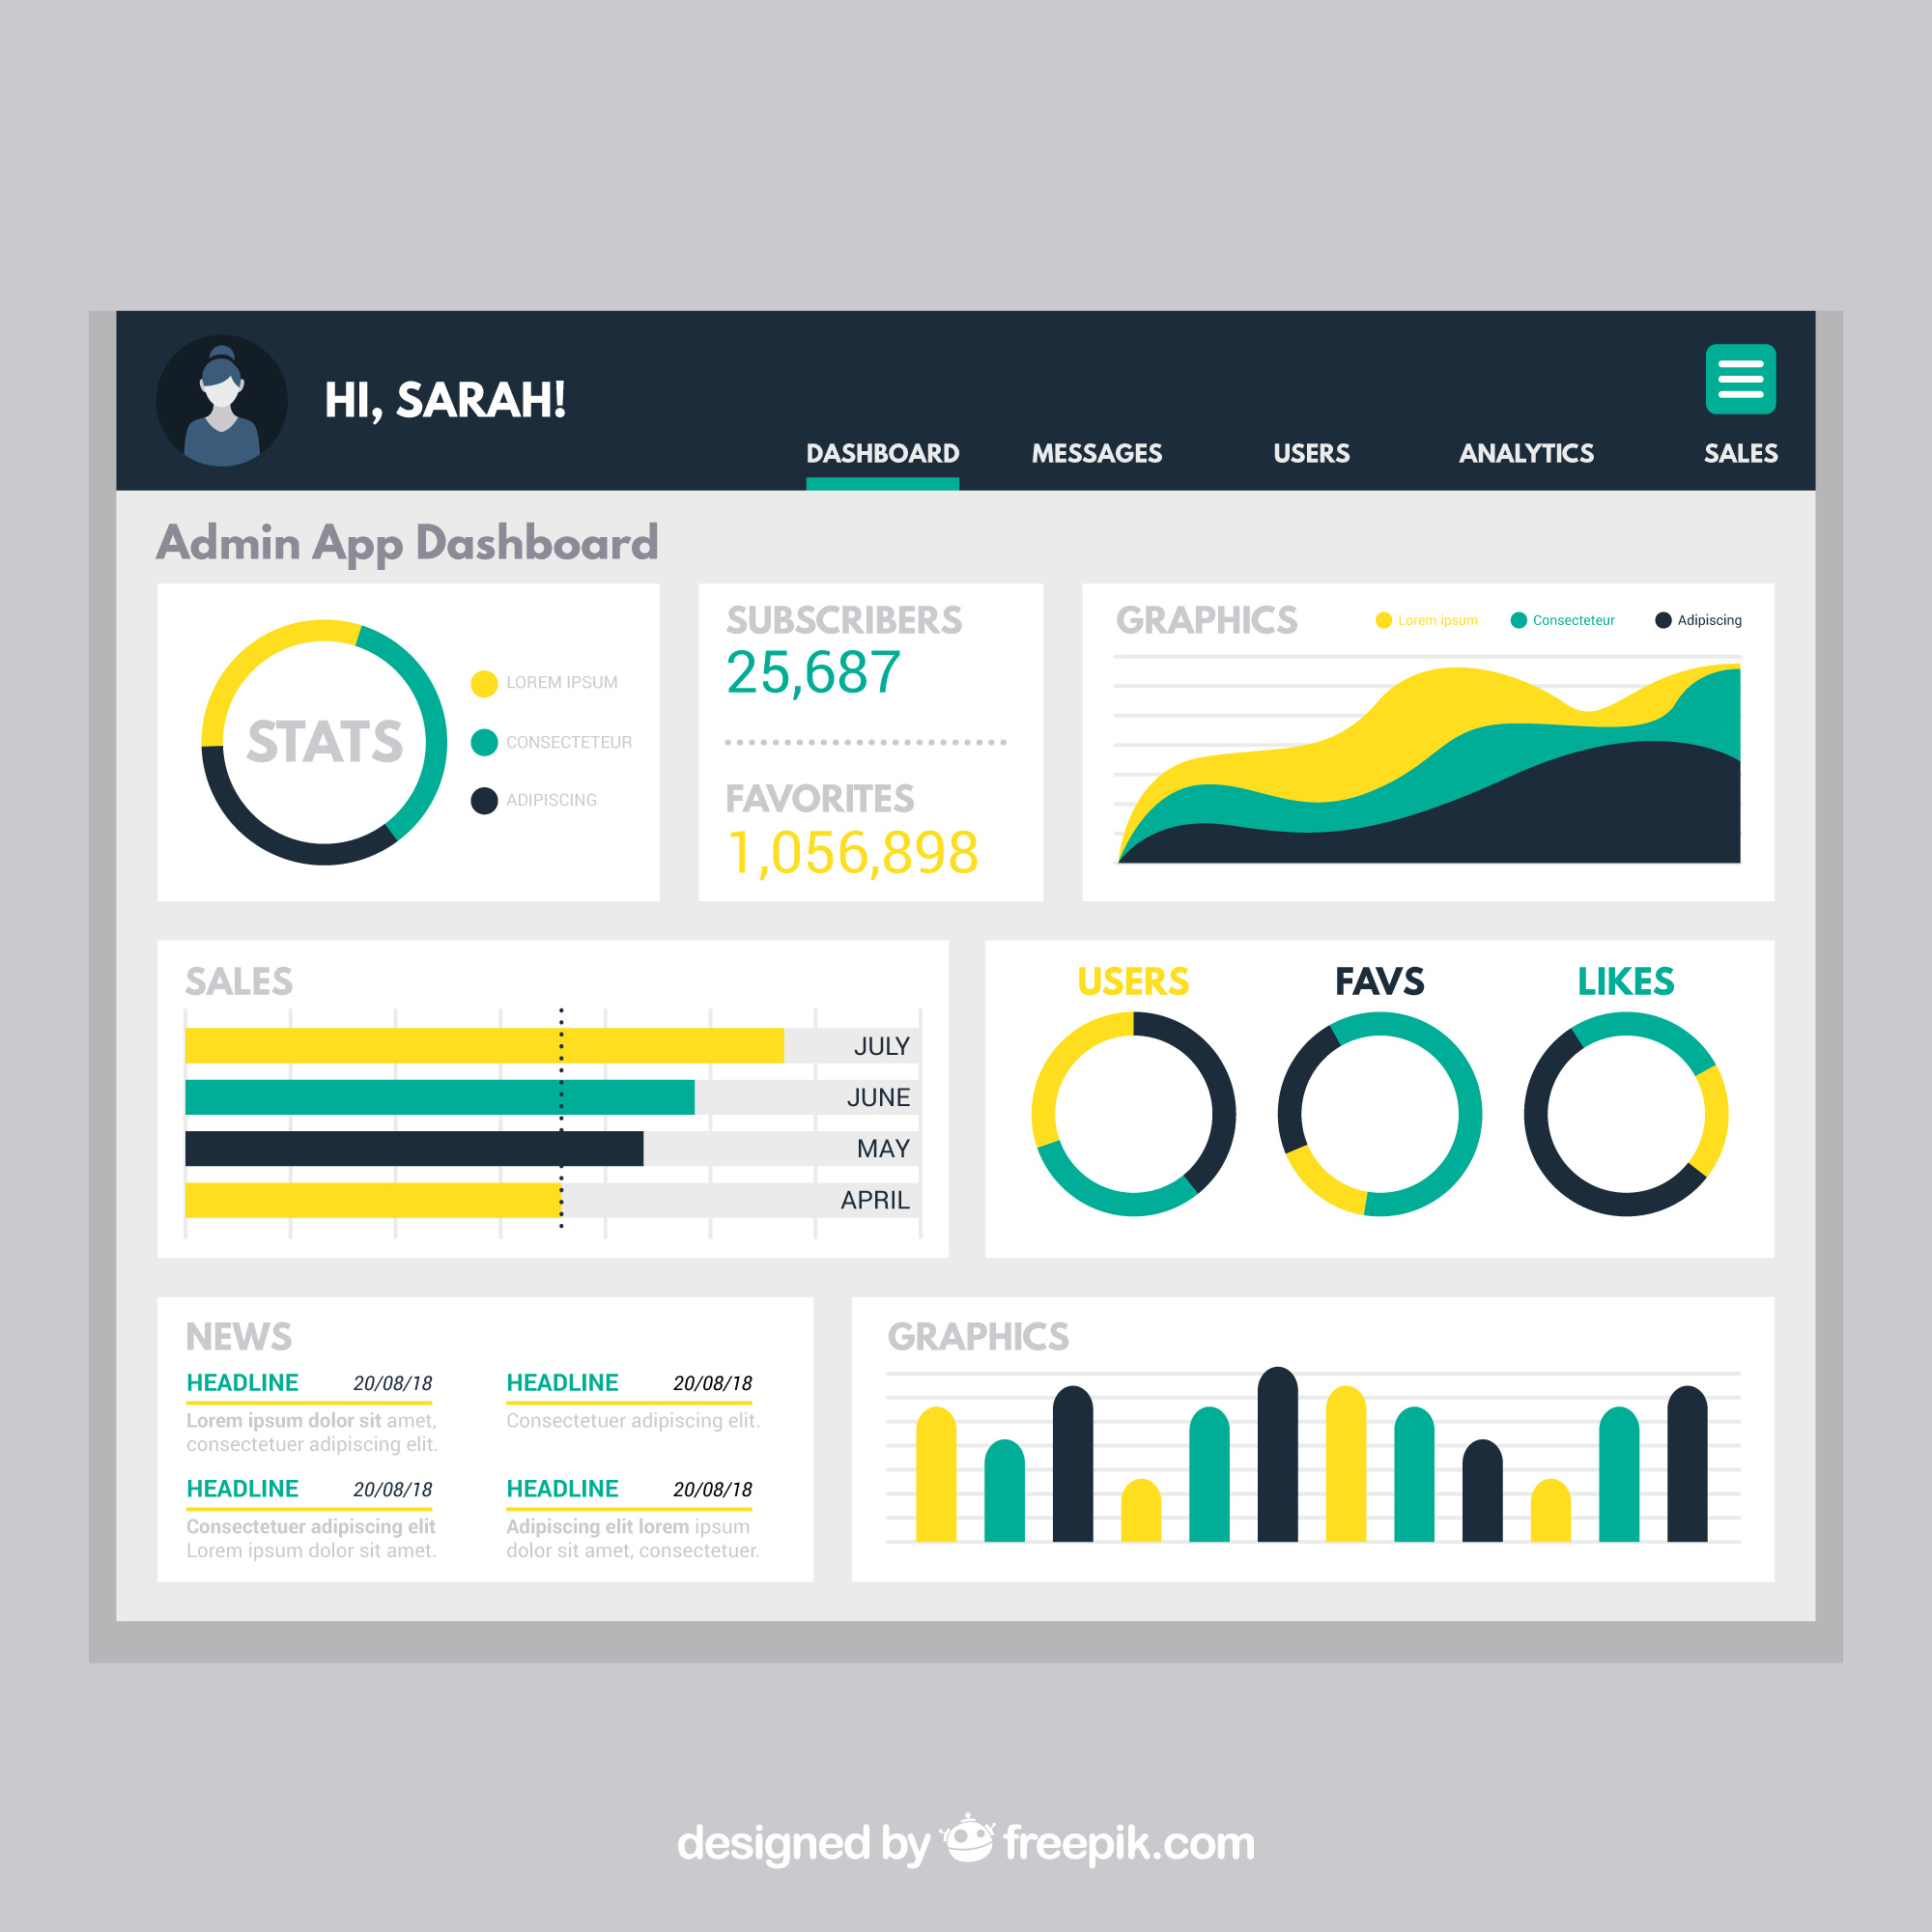 HI, SARAH!
DASHBOARD MESSAGES USERS ANALYTICS SALES
Admin App Dashboard
STATS
LOREM IPSUM
CONSECTETEUR
ADIPISCING
SUBSCRIBERS
25,687
FAVORITES
1,056,898
GRAPHICS
Lorem ipsum Consecteteur Adipiscing
SALES
JULY
JUNE
MAY
APRIL
USERS FAVS LIKES
NEWS
HEADLINE 20/08/18
Lorem ipsum dolor sit amet,
consectetuer adipiscing elit.
HEADLINE 20/08/18
Consectetuer adipiscing elit.
HEADLINE 20/08/18
Consectetuer adipiscing elit
Lorem ipsum dolor sit amet.
HEADLINE 20/08/18
Adipiscing elit lorem ipsum
dolor sit amet, consectetuer.
GRAPHICS
designed by freepik.com